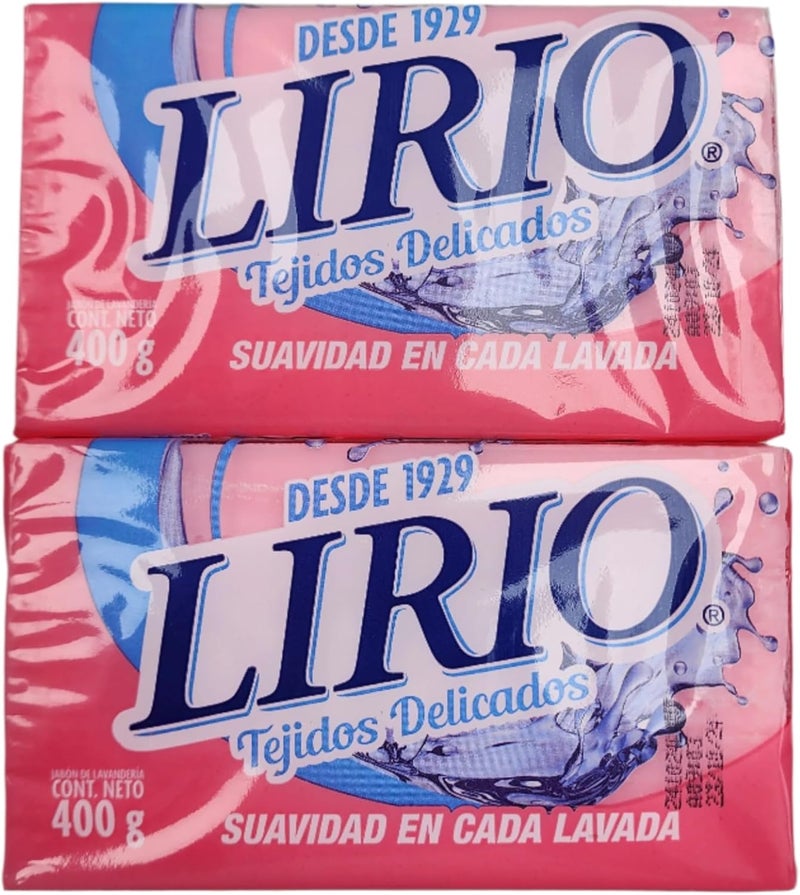 DESDE 1929
LIRIO®
Tejidos Delicados
JABÓN DE LAVANDERÍA
CONT. NETO
400 g
SUAVIDAD EN CADA LAVADA
DESDE 1929
LIRIO®
Tejidos Delicados
JABÓN DE LAVANDERÍA
CONT. NETO
400 g
SUAVIDAD EN CADA LAVADA